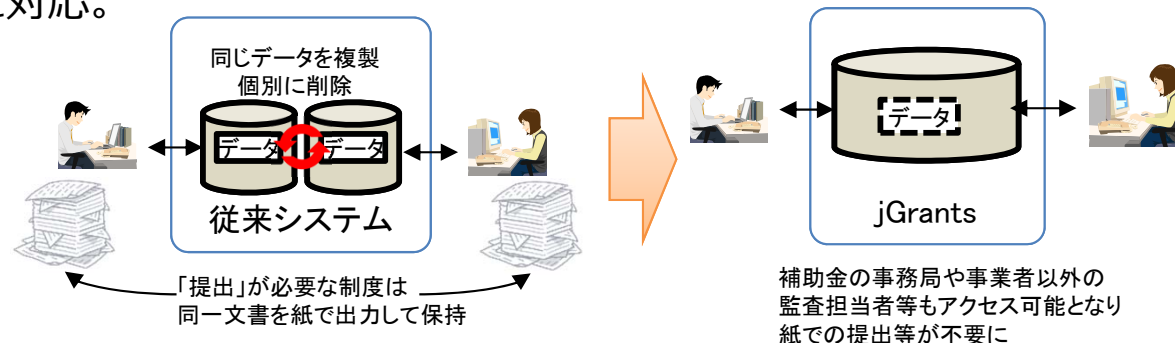 対応。
同じデータを複製
個別に削除
データ データ
従来システム
「提出」が必要な制度は
同一文書を紙で出力して保持
データ
jGrants
補助金の事務局や事業者以外の
監査担当者等もアクセス可能となり
紙での提出等が不要に